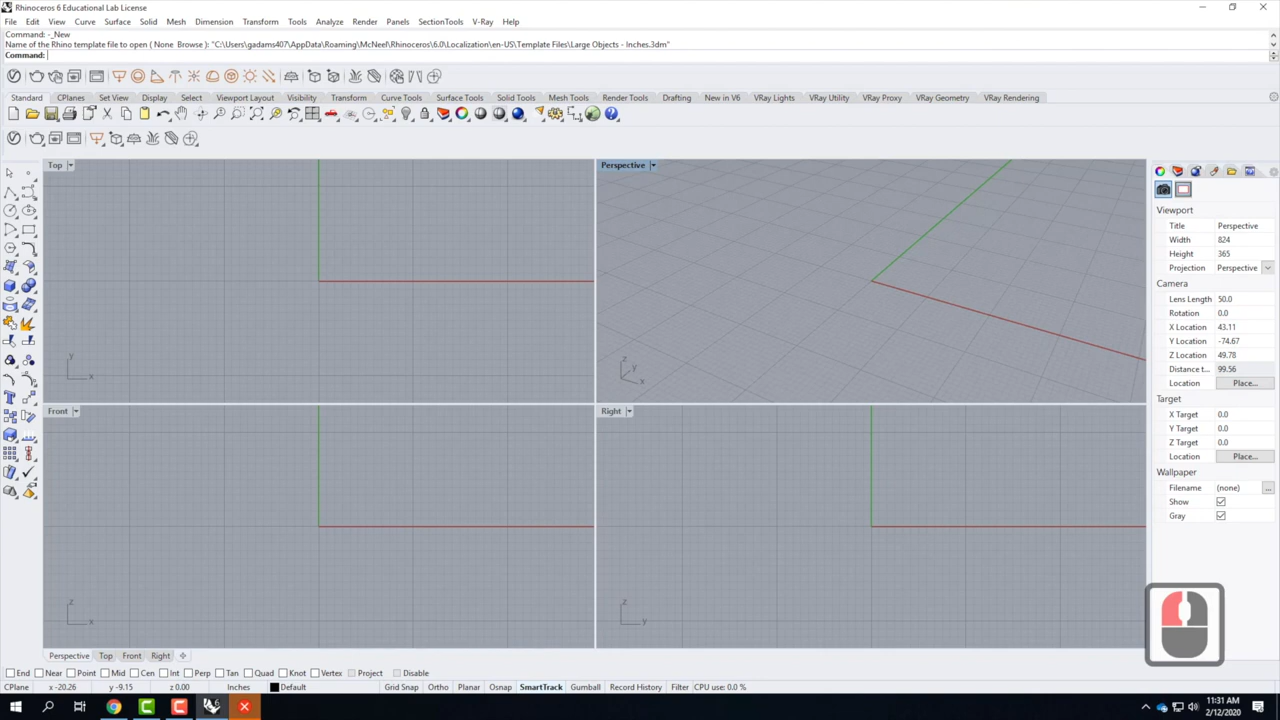 Rhinoceros 6 Educational Lab License
File Edit View Curve Surface Solid Mesh Dimension Transform Tools Analyze Render Panels SectionTools V-Ray Help
Command: -_New
Name of the Rhino template file to open ( None  Browse ): "C:\Users\gadams407\AppData\Roaming\McNeel\Rhinoceros\6.0\Localization\en-US\Template Files\Large Objects - Inches.3dm"
Command:
Standard CPlanes Set View Display Select Viewport Layout Visibility Transform Curve Tools Surface Tools Solid Tools Mesh Tools Render Tools Drafting New in V6 VRay Lights VRay Utility VRay Proxy VRay Geometry VRay Rendering
Top
y
x
Perspective
z
y
x
Front
z
x
Right
z
y
Viewport
Title Perspective
Width 824
Height 365
Projection Perspective
Camera
Lens Length 50.0
Rotation 0.0
X Location 43.11
Y Location -74.67
Z Location 49.78
Distance t... 99.56
Location Place...
Target
X Target 0.0
Y Target 0.0
Z Target 0.0
Location Place...
Wallpaper
Filename (none) ...
Show
Gray
Perspective Top Front Right
End Near Point Mid Cen Int Perp Tan Quad Knot Vertex Project Disable
CPlane x -20.26 y -9.15 z 0.00 Inches Default Grid Snap Ortho Planar Osnap SmartTrack Gumball Record History Filter CPU use: 0.0 %
11:31 AM
2/12/2020